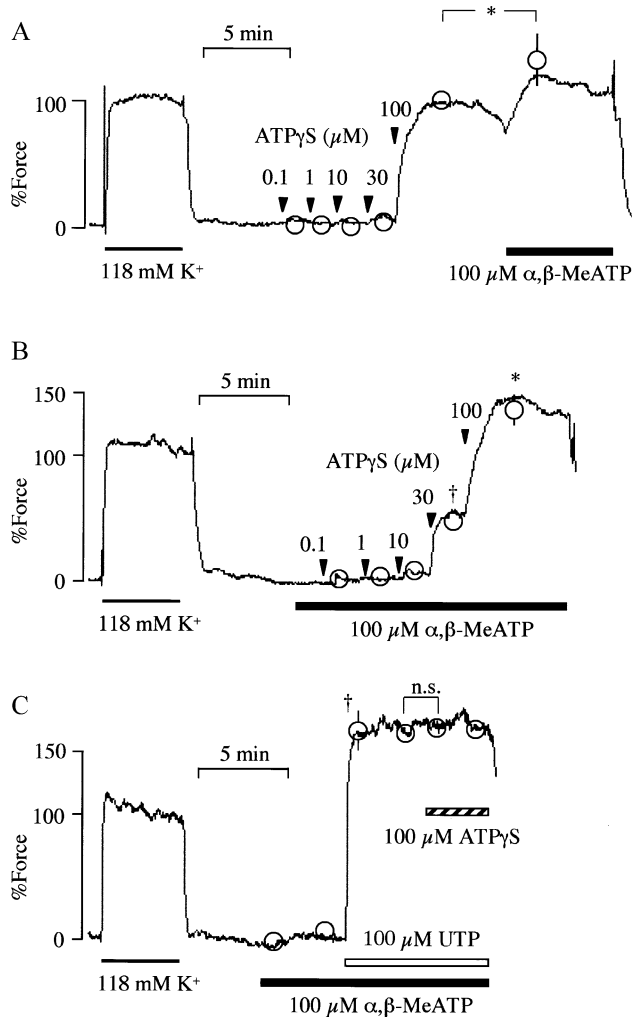 A
*
5 min
100
0
%Force
ATPγS (µM)
0.1 1 10 30 100
118 mM K⁺
100 µM α,β-MeATP
B
5 min
*
150
100
0
%Force
ATPγS (µM)
0.1 1 10 30 100
†
118 mM K⁺
100 µM α,β-MeATP
C
n.s.
†
5 min
150
100
0
%Force
100 µM ATPγS
100 µM UTP
118 mM K⁺
100 µM α,β-MeATP